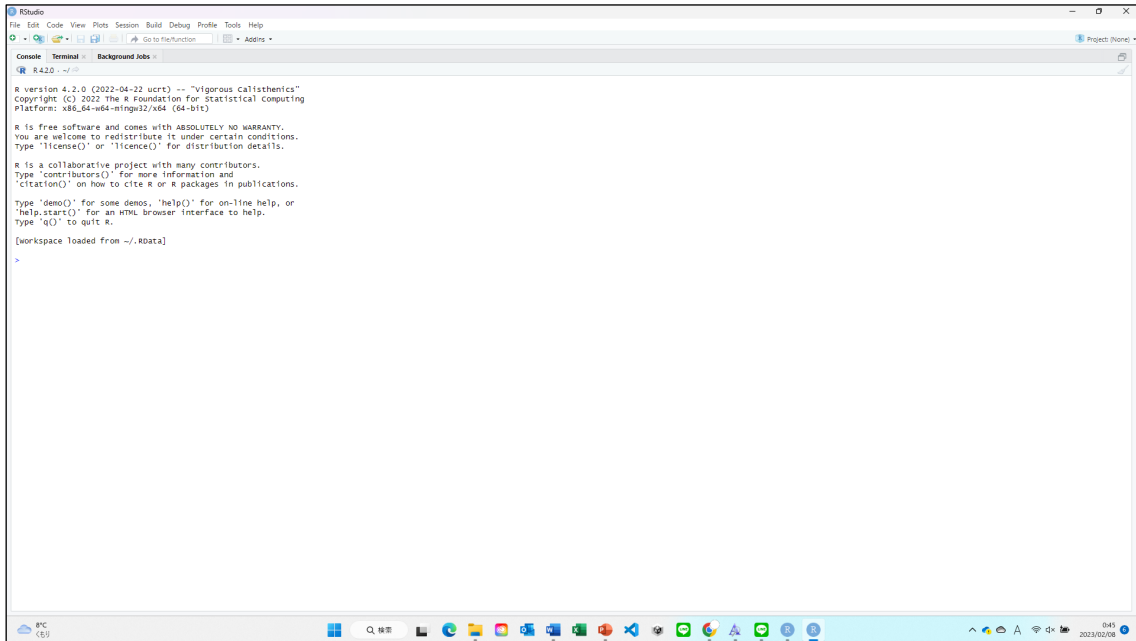 RStudio
File Edit Code View Plots Session Build Debug Profile Tools Help
Go to file/function Addins
Project: (None)
Console Terminal Background Jobs
R 4.2.0 · ~/
R version 4.2.0 (2022-04-22 ucrt) -- "Vigorous Calisthenics"
Copyright (C) 2022 The R Foundation for Statistical Computing
Platform: x86_64-w64-mingw32/x64 (64-bit)
R is free software and comes with ABSOLUTELY NO WARRANTY.
You are welcome to redistribute it under certain conditions.
Type 'license()' or 'licence()' for distribution details.
R is a collaborative project with many contributors.
Type 'contributors()' for more information and
'citation()' on how to cite R or R packages in publications.
Type 'demo()' for some demos, 'help()' for on-line help, or
'help.start()' for an HTML browser interface to help.
Type 'q()' to quit R.
[Workspace loaded from ~/.RData]
>
8°C
くもり
検索
A
0:45
2023/02/08
6